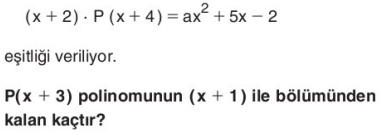 (x + 2) · P (x + 4) = ax² + 5x − 2
eşitliği veriliyor.
P(x + 3) polinomunun (x + 1) ile bölümünden
kalan kaçtır?